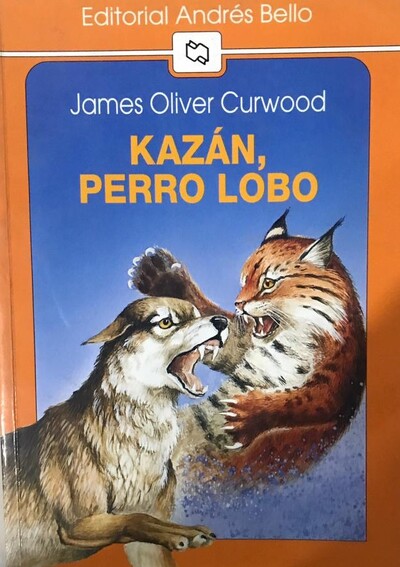 Editorial Andrés Bello
James Oliver Curwood
KAZÁN,
PERRO LOBO